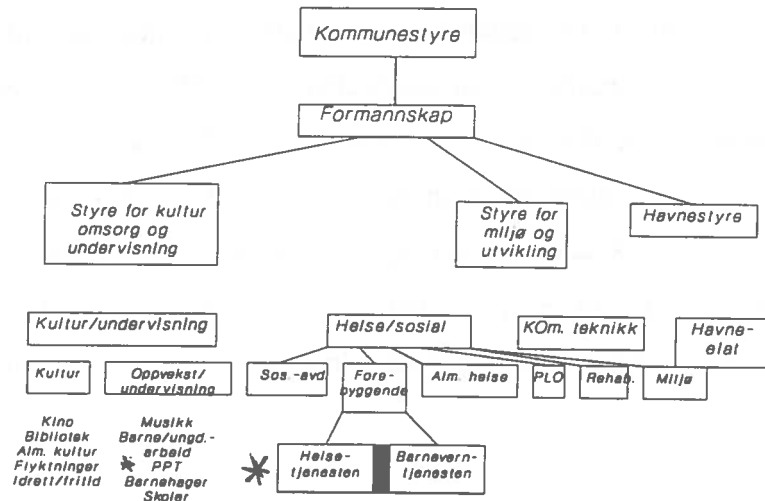 Kommunestyre
Formannskap
Styre for kultur
omsorg og
undervisning
Styre for
miljø og
utvikling
Havnestyre
Kultur/undervisning
Helse/sosial
KOm. teknikk
Havne-
etat
Kultur
Oppvekst/
undervisning
Sos.-avd.
Fore-
byggende
Alm. helse
PLO
Rehab.
Miljø
Kino
Bibliotek
Alm. kultur
Flyktninger
Idrett/fritid
Musikk
Barne/ungd.-
arbeid
PPT
Barnehager
Skoler
Helse-
tjenesten
Barnevern-
tjenesten